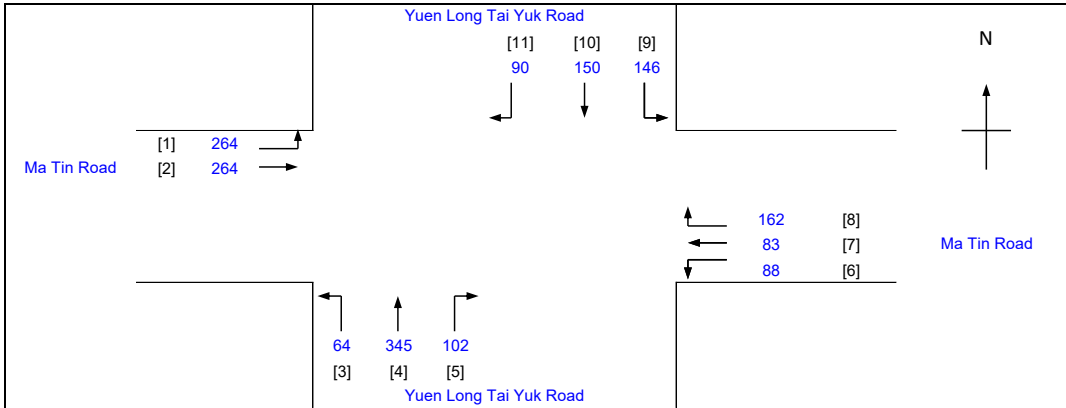 Yuen Long Tai Yuk Road
[11] [10] [9]
90 150 146
N
[1] 264
Ma Tin Road [2] 264
162 [8]
83 [7] Ma Tin Road
88 [6]
64 345 102
[3] [4] [5]
Yuen Long Tai Yuk Road